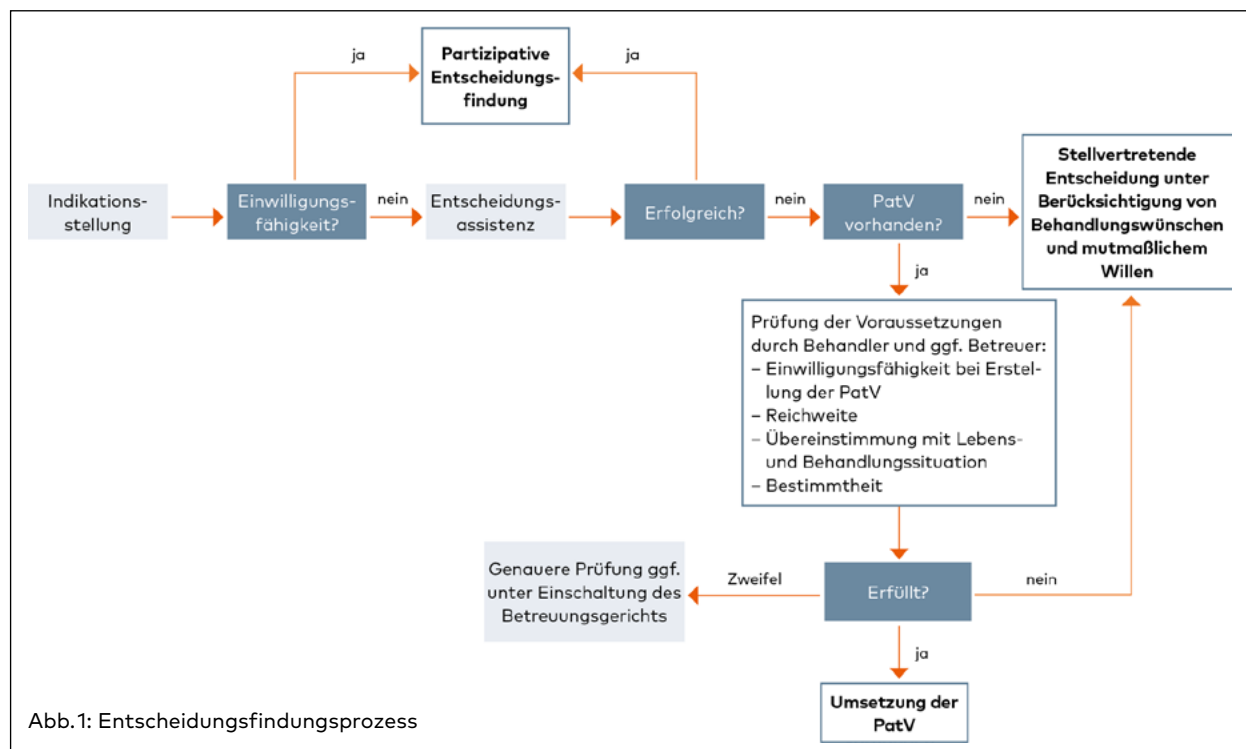 ja
Partizipative
Entscheidungs-
findung
ja
Indikations-
stellung
Einwilligungs-
fähigkeit?
nein
Entscheidungs-
assistenz
Erfolgreich?
nein
PatV
vorhanden?
nein
Stellvertretende
Entscheidung unter
Berücksichtigung von
Behandlungswünschen
und mutmaßlichem
Willen
ja
Prüfung der Voraussetzungen
durch Behandler und ggf. Betreuer:
– Einwilligungsfähigkeit bei Erstel-
lung der PatV
– Reichweite
– Übereinstimmung mit Lebens-
und Behandlungssituation
– Bestimmtheit
Genauere Prüfung ggf.
unter Einschaltung des
Betreuungsgerichts
Zweifel
Erfüllt?
nein
ja
Umsetzung der
PatV
Abb. 1: Entscheidungsfindungsprozess